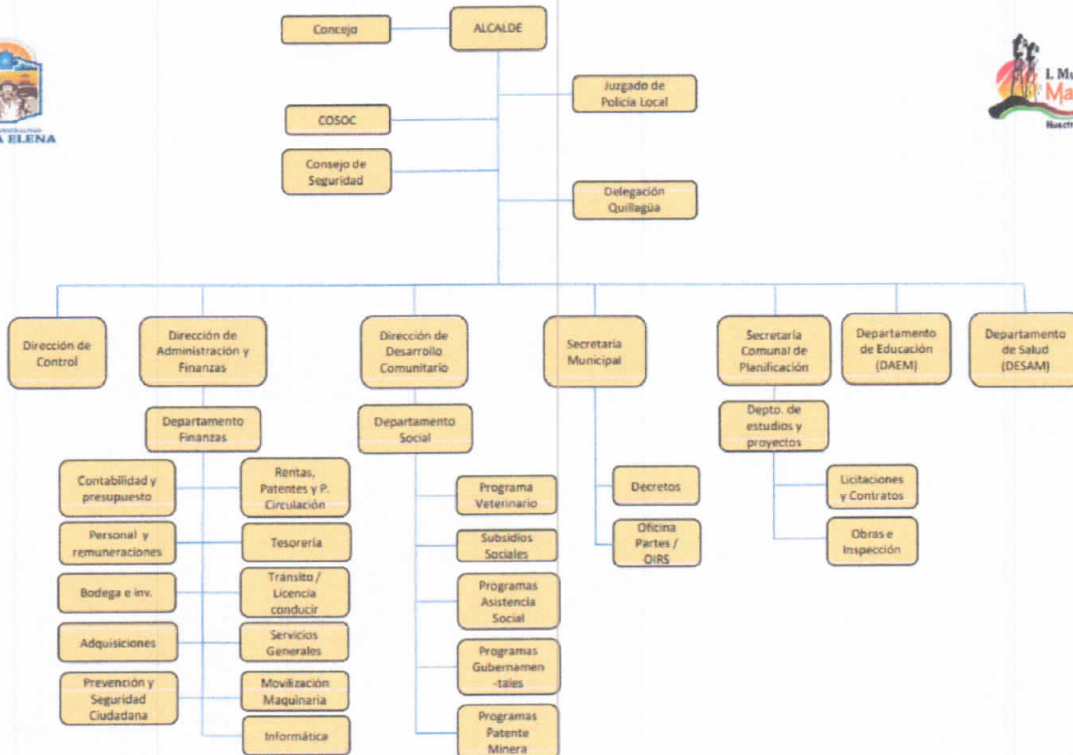 Concejo
ALCALDE
A ELENA
I. Mu
Ma
Nuestr
Juzgado de
Policía Local
COSOC
Consejo de
Seguridad
Delegación
Quillagüa
Dirección de
Control
Dirección de
Administración y
Finanzas
Dirección de
Desarrollo
Comunitario
Secretaria
Municipal
Secretaría
Comunal de
Planificación
Departamento
de Educación
(DAEM)
Departamento
de Salud
(DESAM)
Departamento
Finanzas
Departamento
Social
Depto. de
estudios y
proyectos
Contabilidad y
presupuesto
Rentas,
Patentes y P.
Circulación
Personal y
remuneraciones
Tesorería
Bodega e inv.
Tránsito /
Licencia
conducir
Adquisiciones
Servicios
Generales
Prevención y
Seguridad
Ciudadana
Movilización
Maquinaria
Informática
Programa
Veterinario
Subsidios
Sociales
Programas
Asistencia
Social
Programas
Gubernamen
-tales
Programas
Patente
Minera
Decretos
Oficina
Partes /
OIRS
Licitaciones
y Contratos
Obras e
Inspección